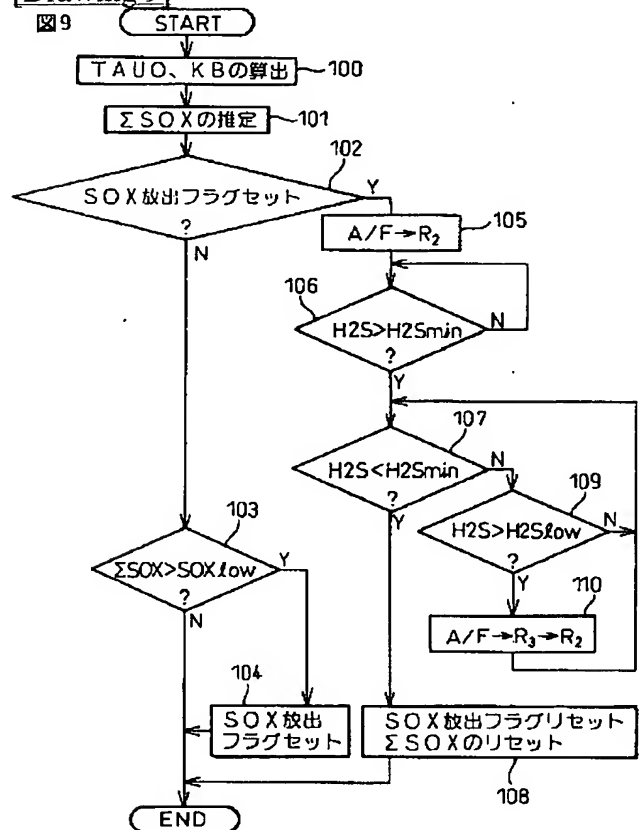 [Drawing 9]
図9
START
TAUO、KBの算出
100
ΣSOXの推定
101
102
SOX放出フラグセット
?
Y
N
A/F→R₂
105
106
H2S>H2Smin
?
N
Y
107
H2S<H2Smin
?
N
Y
109
H2S>H2Slow
?
N
Y
110
A/F→R₃→R₂
103
ΣSOX>SOXlow
?
Y
N
104
SOX放出
フラグセット
SOX放出フラグリセット
ΣSOXのリセット
108
END